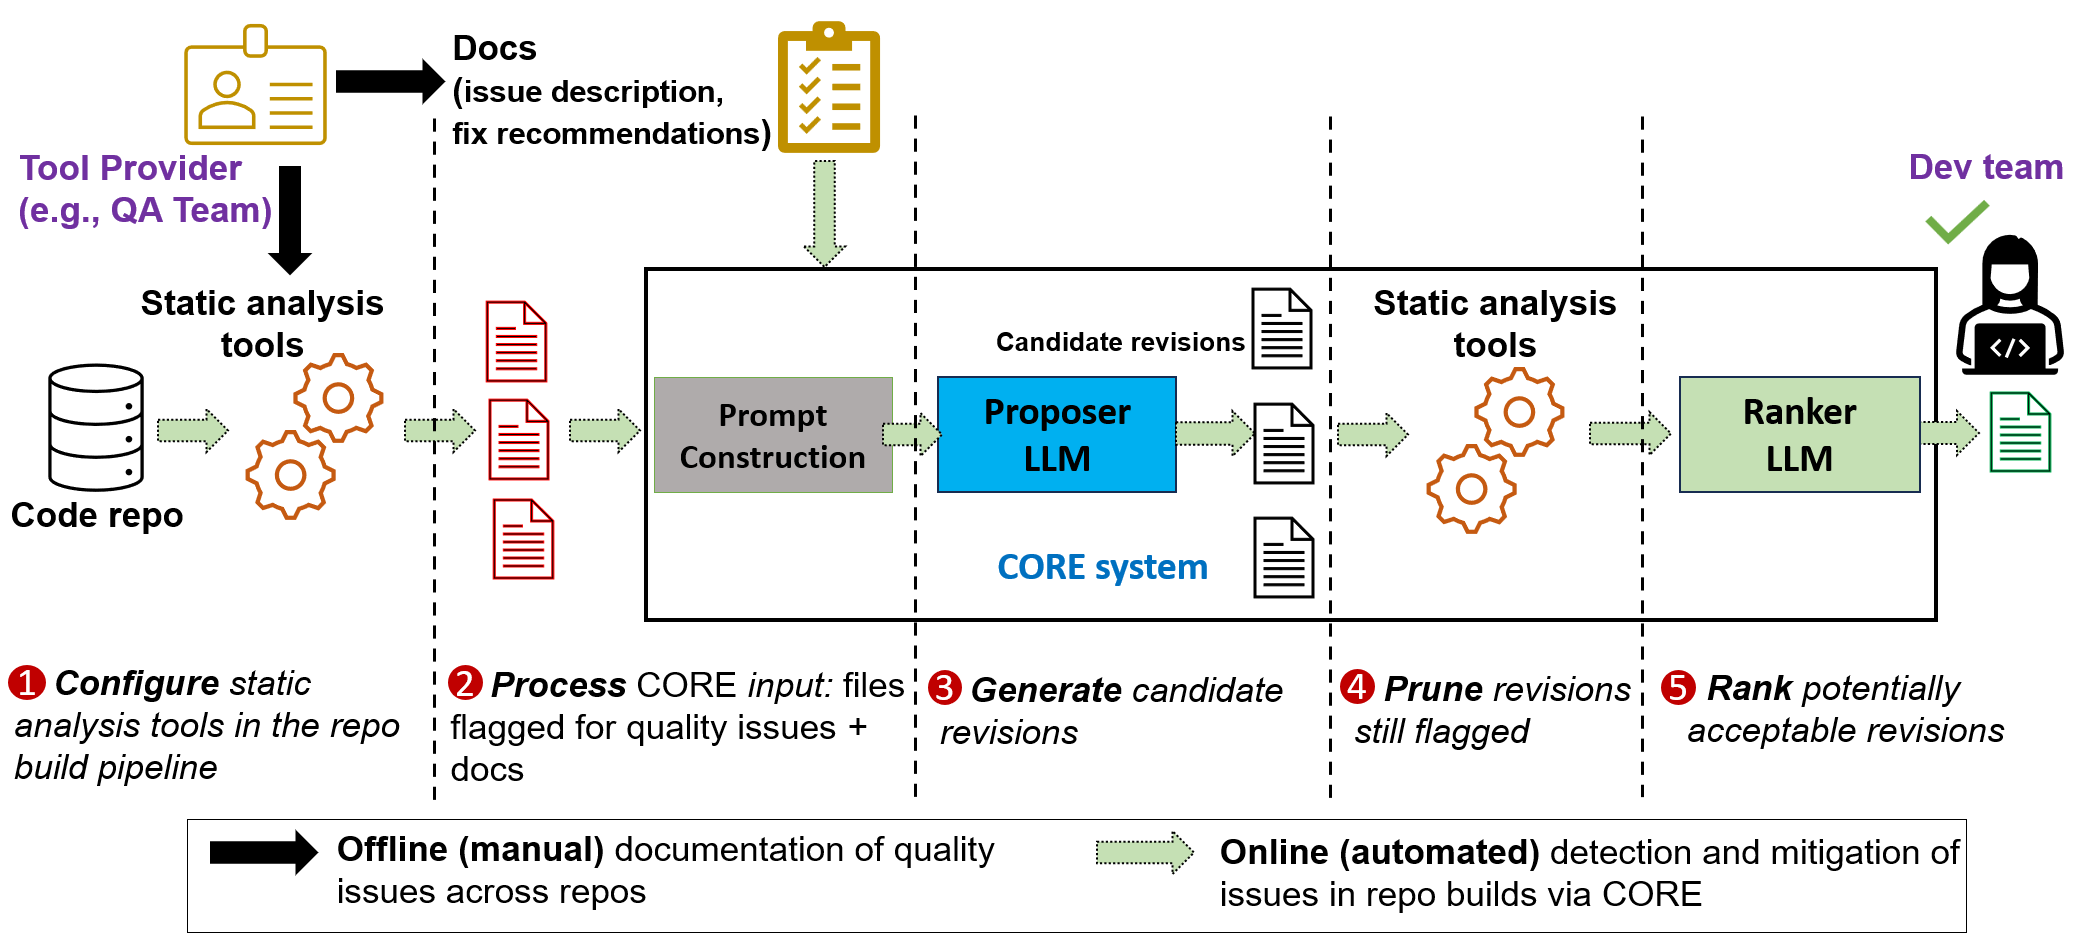 Docs
(issue description,
fix recommendations)
Tool Provider
(e.g., QA Team)
Dev team
Static analysis
tools
Code repo
Candidate revisions
Static analysis
tools
Prompt
Construction
Proposer
LLM
Ranker
LLM
</>
CORE system
1 Configure static
analysis tools in the repo
build pipeline
2 Process CORE input: files
flagged for quality issues +
docs
3 Generate candidate
revisions
4 Prune revisions
still flagged
5 Rank potentially
acceptable revisions
Offline (manual) documentation of quality
issues across repos
Online (automated) detection and mitigation of
issues in repo builds via CORE